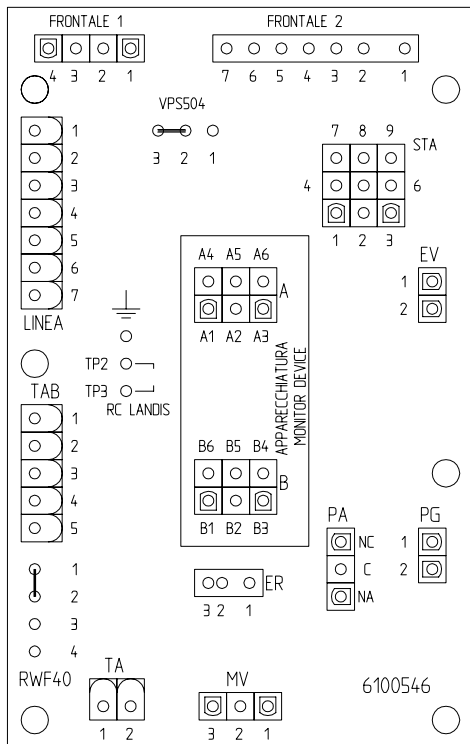 FRONTALE 1
FRONTALE 2
4 3 2 1
7 6 5 4 3 2 1
VPS504
3 2 1
1
2
3
4
5
6
7
LINEA
7 8 9
STA
4
6
1 2 3
EV
1
2
A4 A5 A6
A
A1 A2 A3
APPARECCHIATURA
MONITOR DEVICE
B6 B5 B4
B
B1 B2 B3
TP2
TP3
RC LANDIS
TAB
1
2
3
4
5
PA
NC
C
NA
PG
1
2
1
2
3
4
RWF40
ER
3 2 1
TA
1 2
MV
3 2 1
6100546